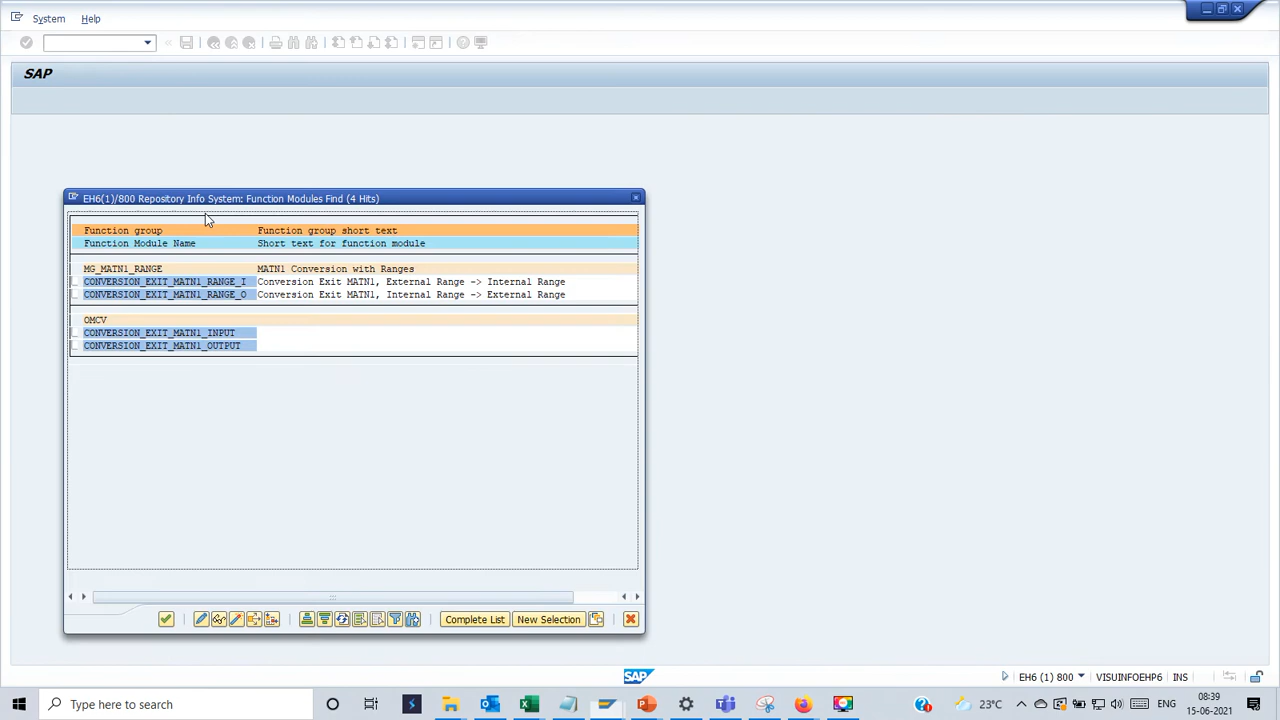 System Help
SAP
EH6(1)/800 Repository Info System: Function Modules Find (4 Hits)
Function group Function group short text
Function Module Name Short text for function module
MG_MATN1_RANGE MATN1 Conversion with Ranges
CONVERSION_EXIT_MATN1_RANGE_I Conversion Exit MATN1, External Range -> Internal Range
CONVERSION_EXIT_MATN1_RANGE_O Conversion Exit MATN1, Internal Range -> External Range
OMCV
CONVERSION_EXIT_MATN1_INPUT
CONVERSION_EXIT_MATN1_OUTPUT
Complete List New Selection
SAP
EH6 (1) 800 VISUINFOEHP6 INS
Type here to search
23°C
ENG
08:39
15-06-2021